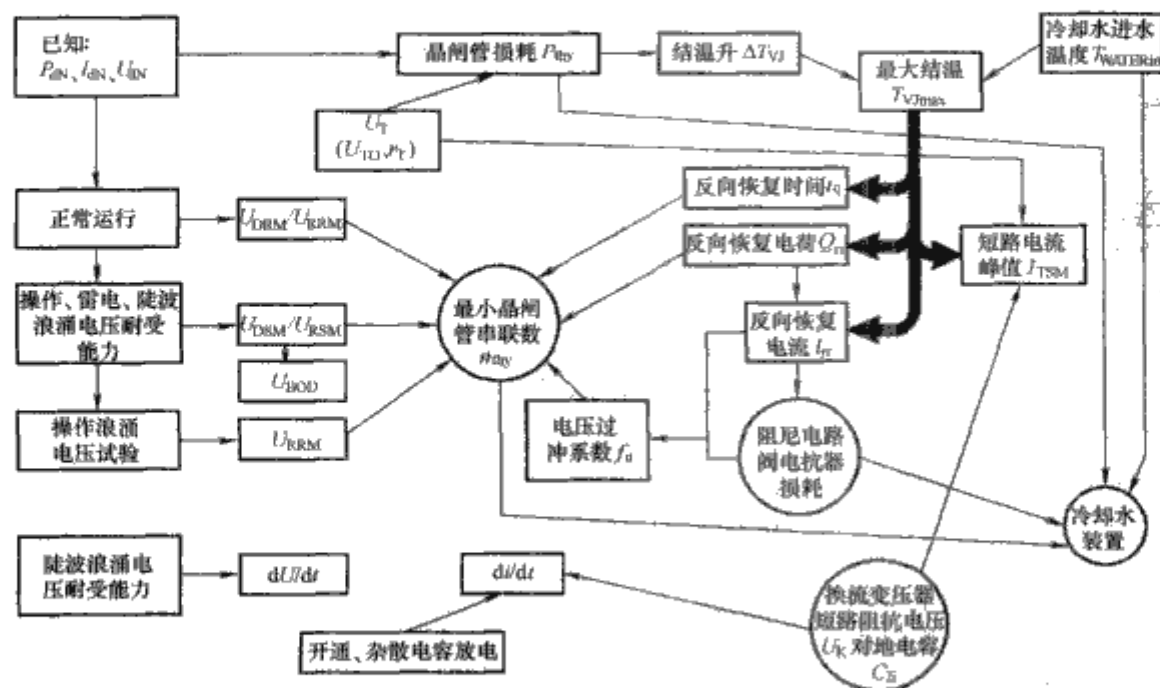 已知:
P_dN、I_dN、U_lN
晶闸管损耗 P_thy
结温升 ΔT_VJ
最大结温
T_VJmax
冷却水进水
温度 T_WATERin
U_T
正常运行
U_DRM/U_RRM
反向恢复时间 t_q
反向恢复电荷 Q_rr
短路电流
峰值 I_TSM
操作、雷电、陡波
浪涌电压耐受
能力
U_DSM/U_RSM
U_BOD
最小晶闸
管串联数
n_thy
反向恢复
电流 I_rr
操作浪涌
电压试验
U_RRM
电压过
冲系数 f_u
阻尼电路
阀电抗器
损耗
冷却水
装置
陡波浪涌电
压耐受能力
dU/dt
di/dt
开通、杂散电容放电
换流变压器
短路阻抗电压
U_K 对地电容